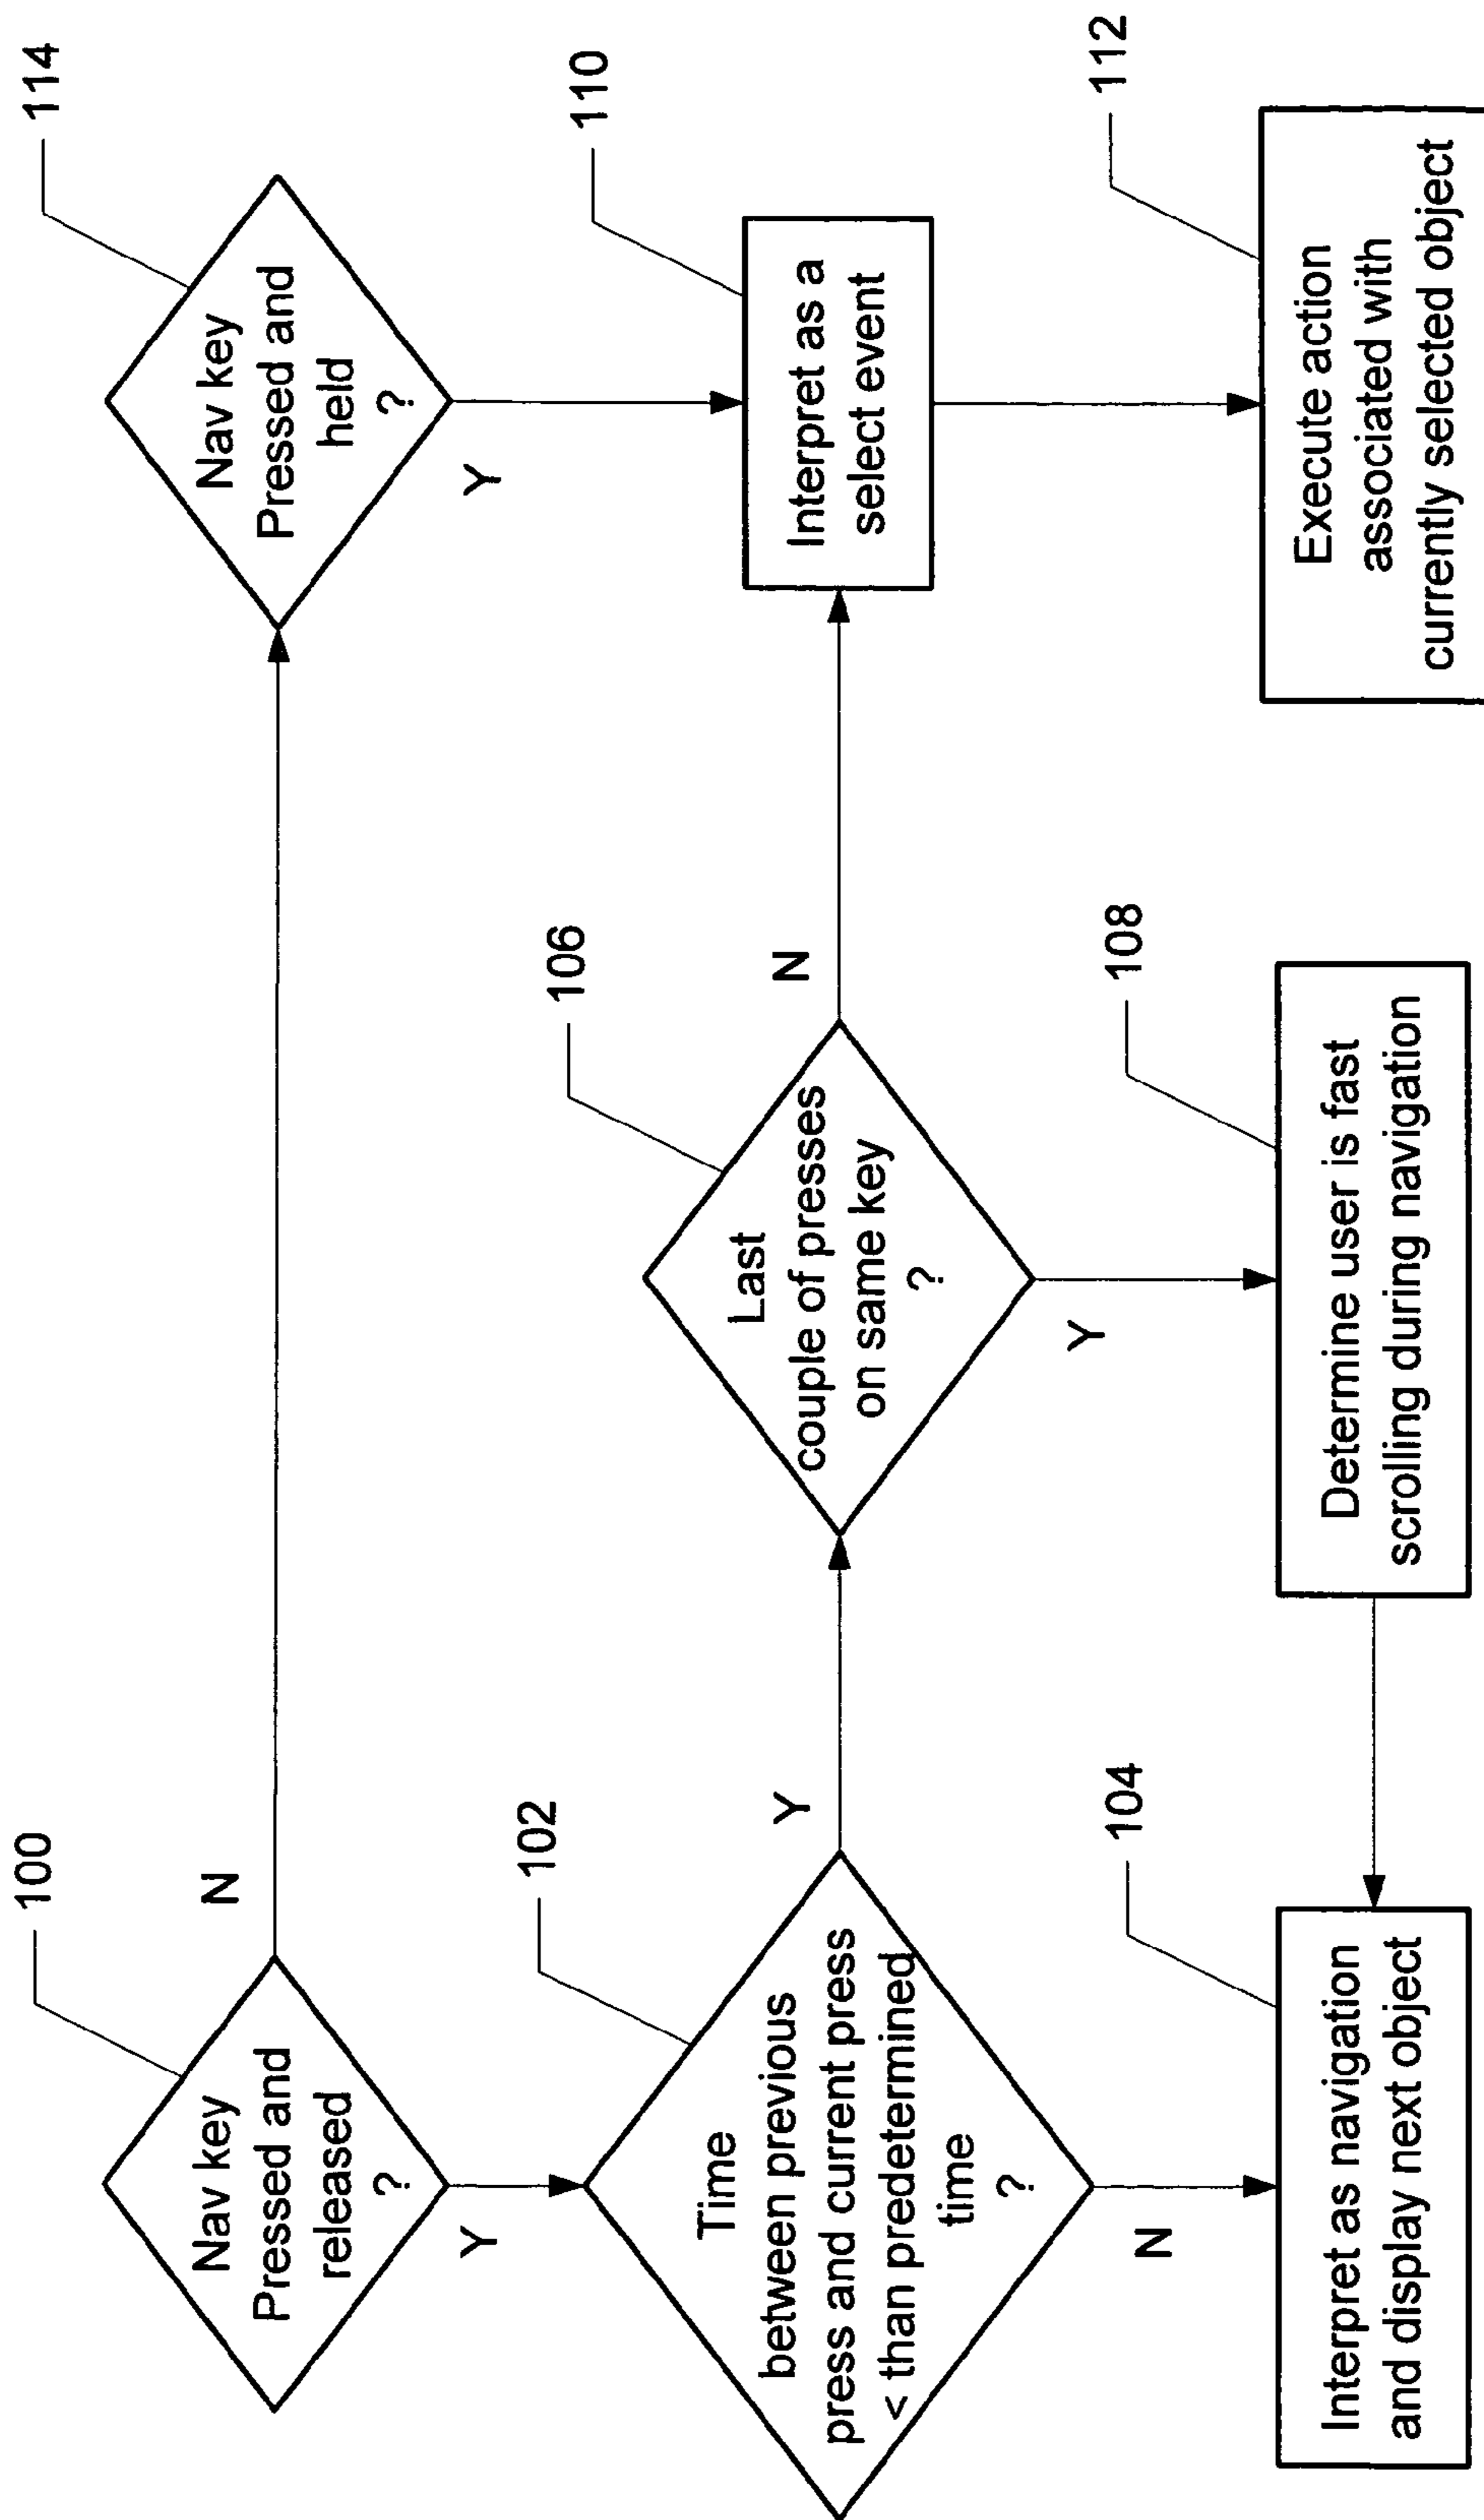 100
Nav key
Pressed and
released
?
N
Y
114
Nav key
Pressed and
held
?
Y
102
Time
between previous
press and current press
< than predetermined
time
?
Y
N
106
Last
couple of presses
on same key
?
N
Y
110
Interpret as a
select event
104
Interpret as navigation
and display next object
108
Determine user is fast
scrolling during navigation
112
Execute action
associated with
currently selected object